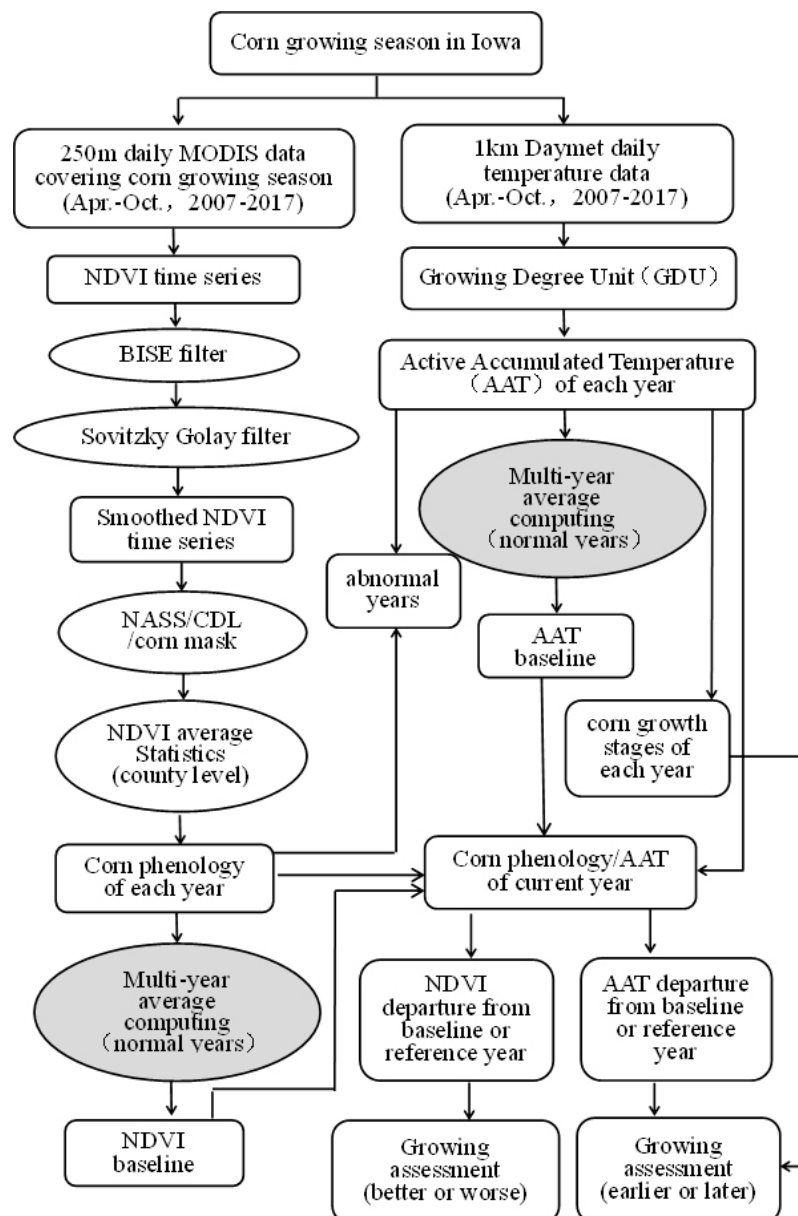 Corn growing season in Iowa
250m daily MODIS data
covering corn growing season
(Apr.-Oct.，2007-2017)
1km Daymet daily
temperature data
(Apr.-Oct.，2007-2017)
NDVI time series
Growing Degree Unit（GDU）
BISE filter
Active Accumulated Temperature
（AAT）of each year
Sovitzky Golay filter
Multi-year
average
computing
（normal years）
Smoothed NDVI
time series
abnormal
years
NASS/CDL
/corn mask
AAT
baseline
NDVI average
Statistics
(county level)
corn growth
stages of
each year
Corn phenology
of each year
Corn phenology/AAT
of current year
Multi-year
average
computing
（normal years）
NDVI
departure from
baseline or
reference year
AAT departure
from baseline
or reference
year
NDVI
baseline
Growing
assessment
(better or worse)
Growing
assessment
(earlier or later)